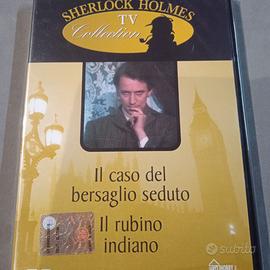 SHERLOCK HOLMES
TV
Collection
Il caso del
bersaglio seduto
Il rubino
indiano
subito